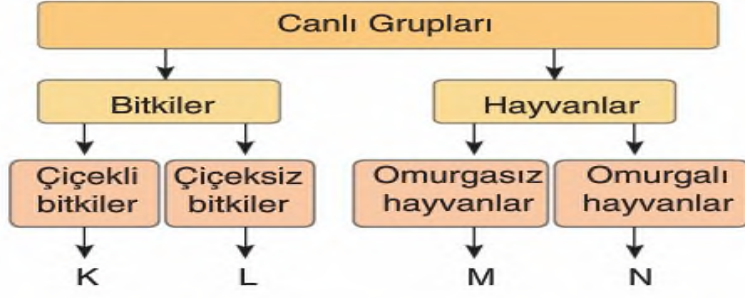 Canlı Grupları
Bitkiler
Hayvanlar
Çiçekli
bitkiler
Çiçeksiz
bitkiler
Omurgasız
hayvanlar
Omurgalı
hayvanlar
K
L
M
N